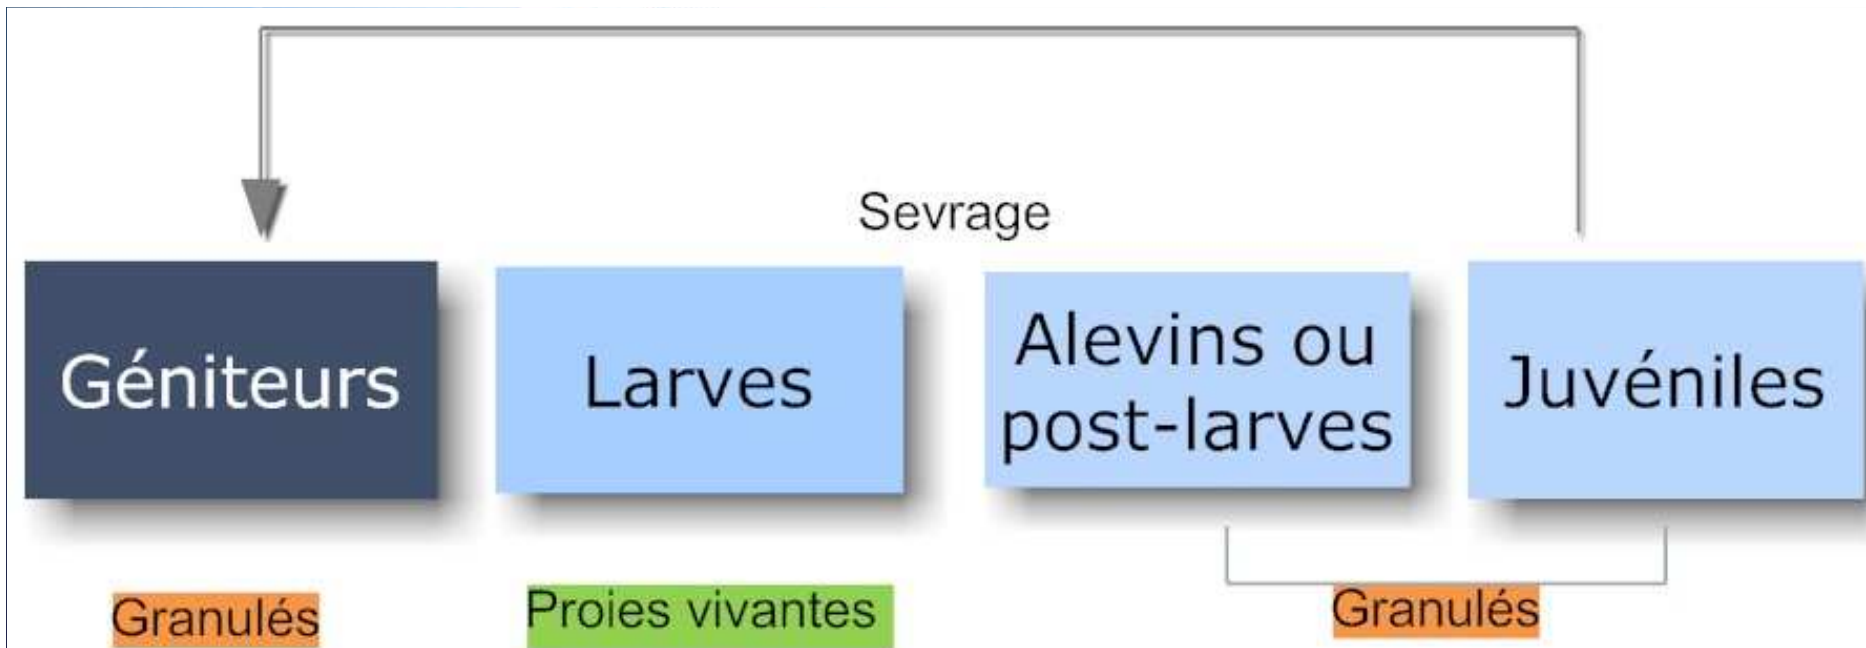 Sevrage
Géniteurs
Larves
Alevins ou
post-larves
Juvéniles
Granulés
Proies vivantes
Granulés